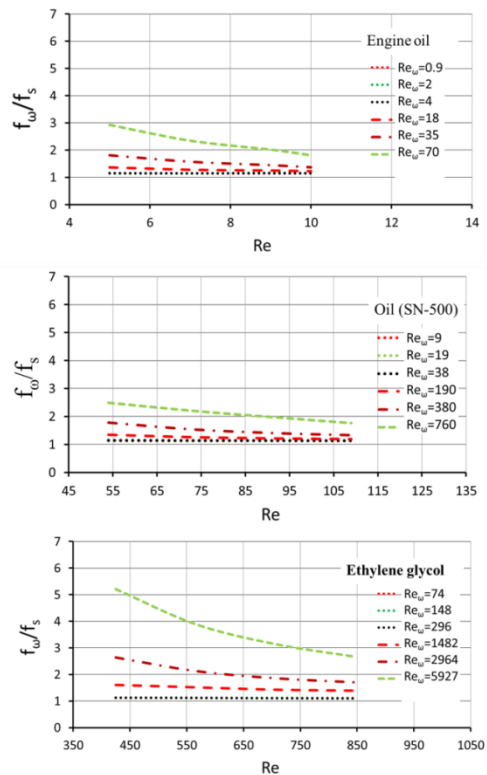 7
6
5
4
3
2
1
0
fω/fs
4 6 8 10 12 14
Re
Engine oil
Reω=0.9
Reω=2
Reω=4
Reω=18
Reω=35
Reω=70
7
6
5
4
3
2
1
0
fω/fs
45 55 65 75 85 95 105 115 125 135
Re
Oil (SN-500)
Reω=9
Reω=19
Reω=38
Reω=190
Reω=380
Reω=760
7
6
5
4
3
2
1
0
fω/fs
350 450 550 650 750 850 950 1050
Re
Ethylene glycol
Reω=74
Reω=148
Reω=296
Reω=1482
Reω=2964
Reω=5927